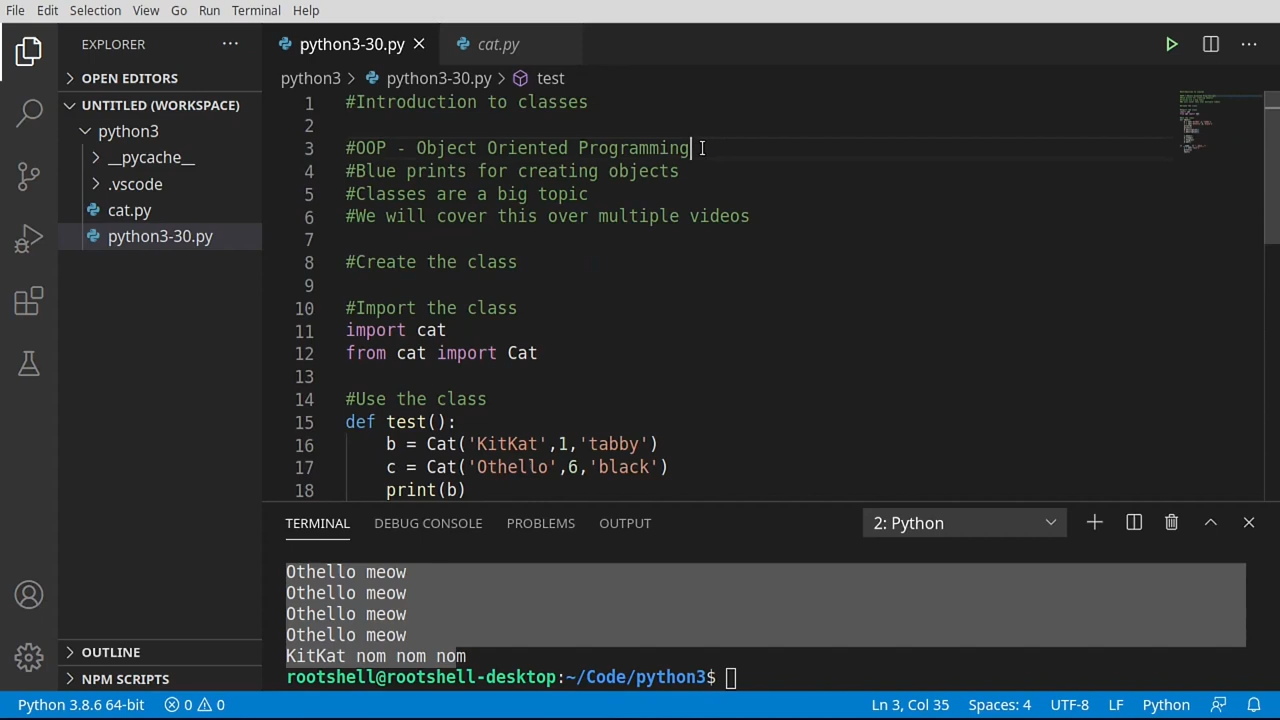 File Edit Selection View Go Run Terminal Help
EXPLORER ···
python3-30.py
cat.py
OPEN EDITORS
UNTITLED (WORKSPACE)
python3
__pycache__
.vscode
cat.py
python3-30.py
OUTLINE
NPM SCRIPTS
python3 > python3-30.py > test
1 #Introduction to classes
2
3 #OOP - Object Oriented Programming
4 #Blue prints for creating objects
5 #Classes are a big topic
6 #We will cover this over multiple videos
7
8 #Create the class
9
10 #Import the class
11 import cat
12 from cat import Cat
13
14 #Use the class
15 def test():
16 b = Cat('KitKat',1,'tabby')
17 c = Cat('Othello',6,'black')
18 print(b)
TERMINAL DEBUG CONSOLE PROBLEMS OUTPUT 2: Python
Othello meow
Othello meow
Othello meow
Othello meow
KitKat nom nom nom
rootshell@rootshell-desktop:~/Code/python3$
Python 3.8.6 64-bit 0 0 Ln 3, Col 35 Spaces: 4 UTF-8 LF Python